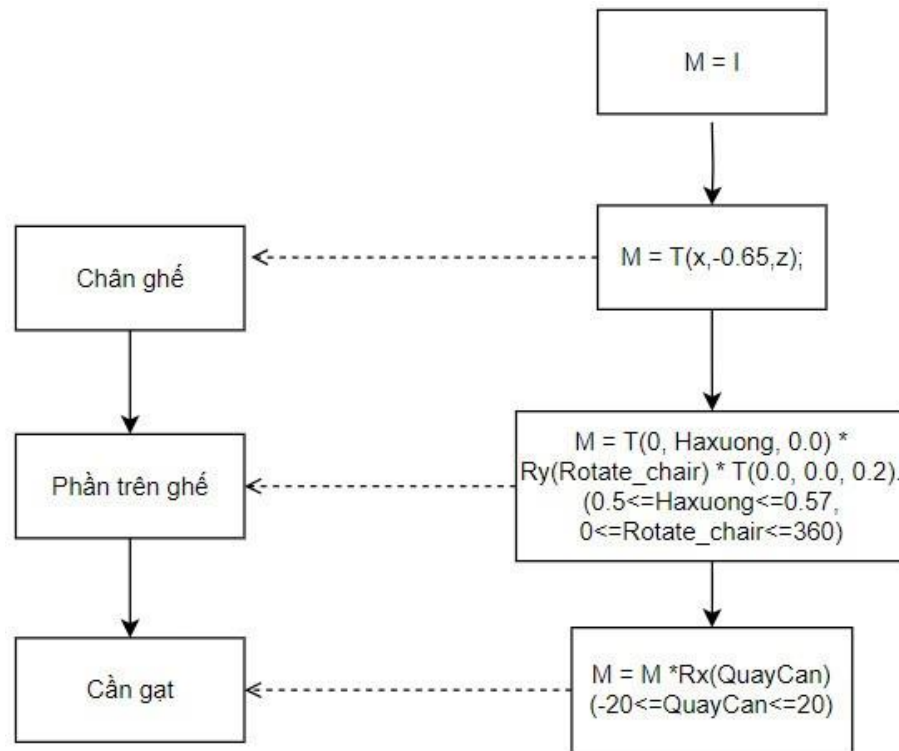 M = I
Chân ghế
M = T(x,-0.65,z);
Phần trên ghế
M = T(0, Haxuong, 0.0) *
Ry(Rotate_chair) * T(0.0, 0.0, 0.2).
(0.5<=Haxuong<=0.57,
0<=Rotate_chair<=360)
Cần gạt
M = M *Rx(QuayCan)
(-20<=QuayCan<=20)